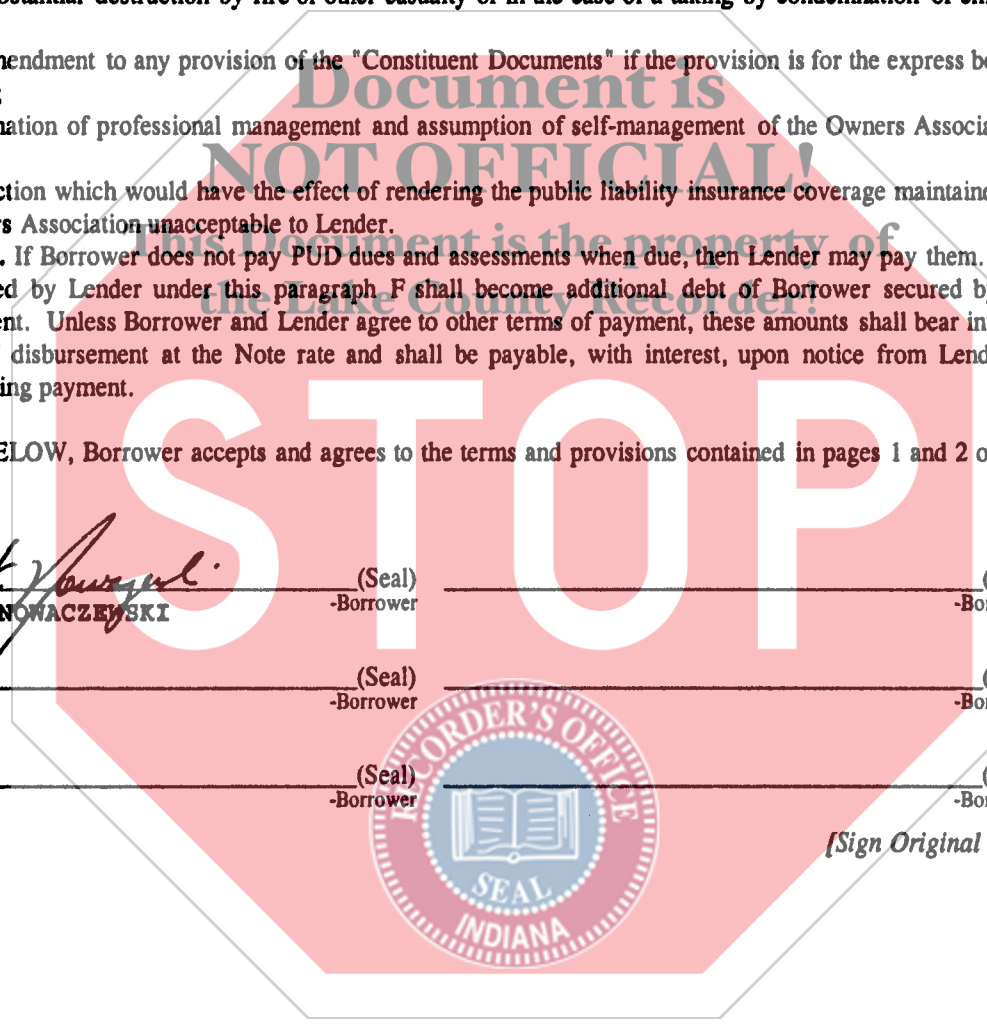 ubstantial destruction by fire or other casualty or in the case of a taking by condemnation or
mendment to any provision of the "Constituent Documents" if the provision is for the express be
Document is
nation of professional management and assumption of self-management of the Owners Associa
NOT OFFICIAL!
ction which would have the effect of rendering the public liability insurance coverage maintaine
rs Association unacceptable to Lender.
This Document is the property of
. If Borrower does not pay PUD dues and assessments when due, then Lender may pay them.
ed by Lender under this paragraph F shall become additional debt of Borrower secured by
the Lake County Recorder!
ent. Unless Borrower and Lender agree to other terms of payment, these amounts shall bear in
disbursement at the Note rate and shall be payable, with interest, upon notice from Lend
ing payment.
STOP
ELOW, Borrower accepts and agrees to the terms and provisions contained in pages 1 and 2 o
(Seal)
-Borrower
NOWACZEWSKI
-Bor
(Seal)
-Borrower
-Bor
(Seal)
-Borrower
-Bor
[Sign Original
RECORDER'S OFFICE
SEAL
INDIANA